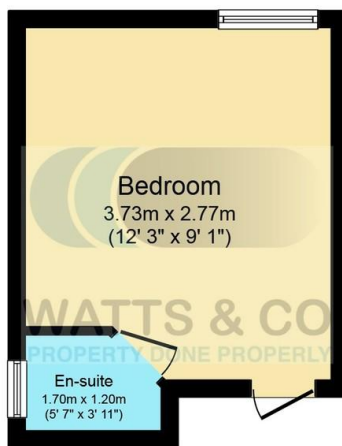 Bedroom
3.73m x 2.77m
(12' 3" x 9' 1")
WATTS & CO
PROPERTY DONE PROPERLY
En-suite
1.70m x 1.20m
(5' 7" x 3' 11")